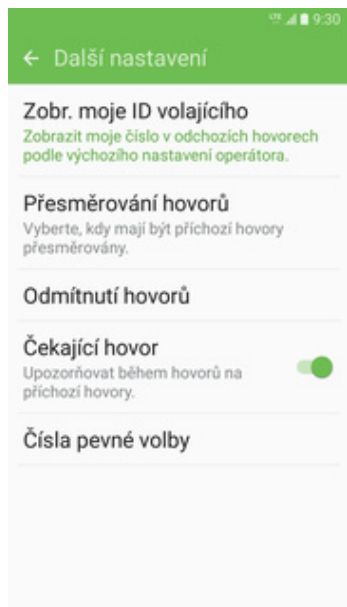 LTE 9:30
Další nastavení
Zobr. moje ID volajícího
Zobrazit moje číslo v odchozích hovorech
podle výchozího nastavení operátora.
Přesměrování hovorů
Vyberte, kdy mají být příchozí hovory
přesměrovány.
Odmítnutí hovorů
Čekající hovor
Upozorňovat během hovorů na
příchozí hovory.
Čísla pevné volby